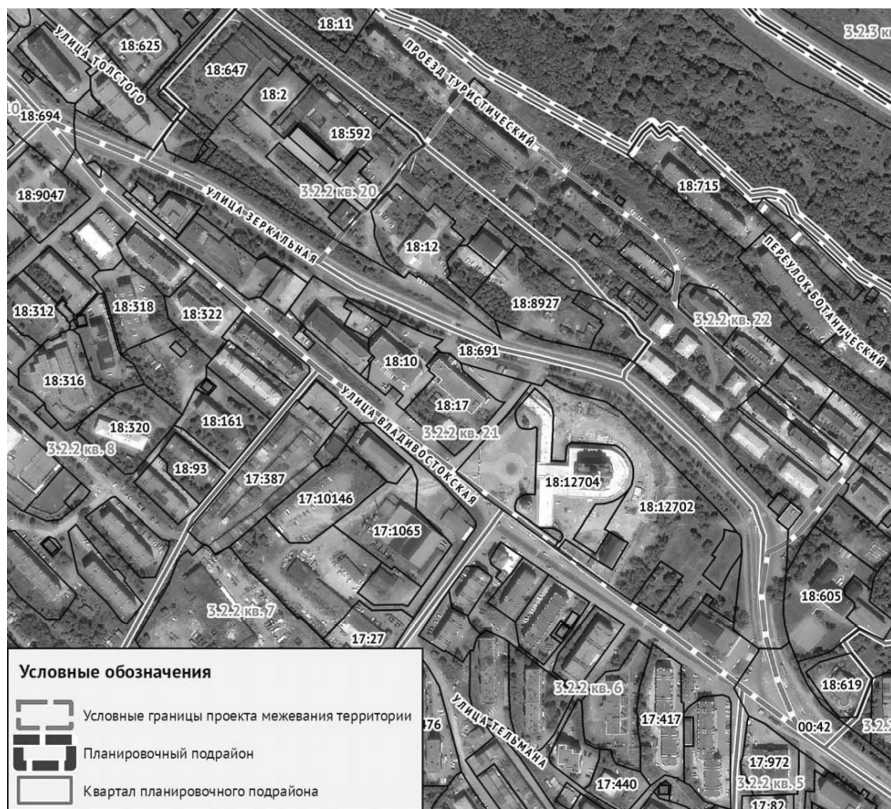 18:11
3.2.3 кв
УЛИЦА ТОЛСТОГО
18:625
ПРОЕЗД ТУРИСТИЧЕСКИЙ
18:647
18:2
18:694
18:592
3.2.2 кв. 20
18:715
18:9047
УЛИЦА ЗЕРКАЛЬНАЯ
18:12
ПЕРЕУЛОК БОТАНИЧЕСКИЙ
18:312
18:318
18:322
18:8927
3.2.2 кв. 22
18:691
18:10
18:316
18:17
УЛИЦА ВЛАДИВОСТОКСКАЯ
18:161
18:320
3.2.2 кв. 21
3.2.2 кв. 8
18:93
17:387
18:12704
17:10146
18:12702
17:1065
18:605
3.2.2 кв. 7
17:27
18:619
3.2.2 кв. 6
УЛИЦА ТЕЛЬМАНА
17:417
00:42
3.2.2
476
17:972
17:440
3.2.2 кв. 5
17:82
Условные обозначения
Условные границы проекта межевания территории
Планировочный подрайон
Квартал планировочного подрайона